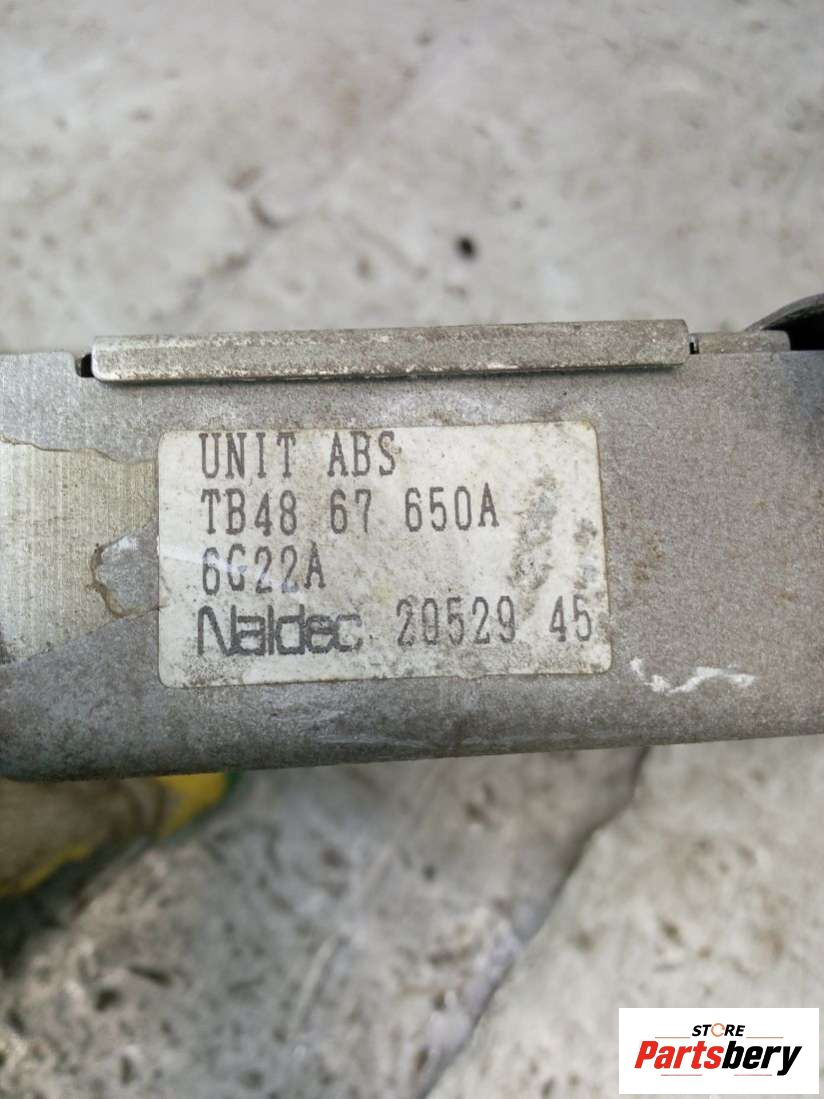 UNIT ABS
TB48 67 650A
6G22A
Naldec 20529 45
STORE
Partsbery